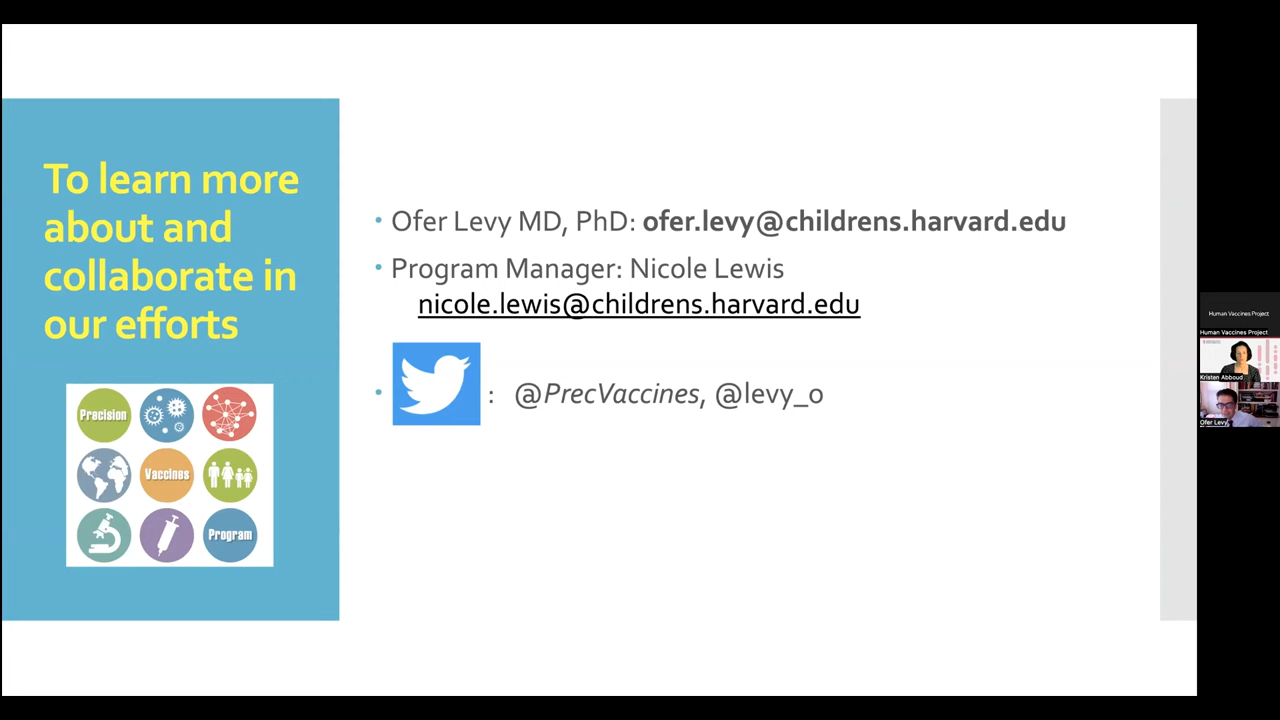 To learn more
about and
collaborate in
our efforts
Precision
Vaccines
Program
• Ofer Levy MD, PhD: ofer.levy@childrens.harvard.edu
• Program Manager: Nicole Lewis
nicole.lewis@childrens.harvard.edu
• : @PrecVaccines, @levy_o
Human Vaccines Project
Human Vaccines Project
Kristen Abboud
Ofer Levy